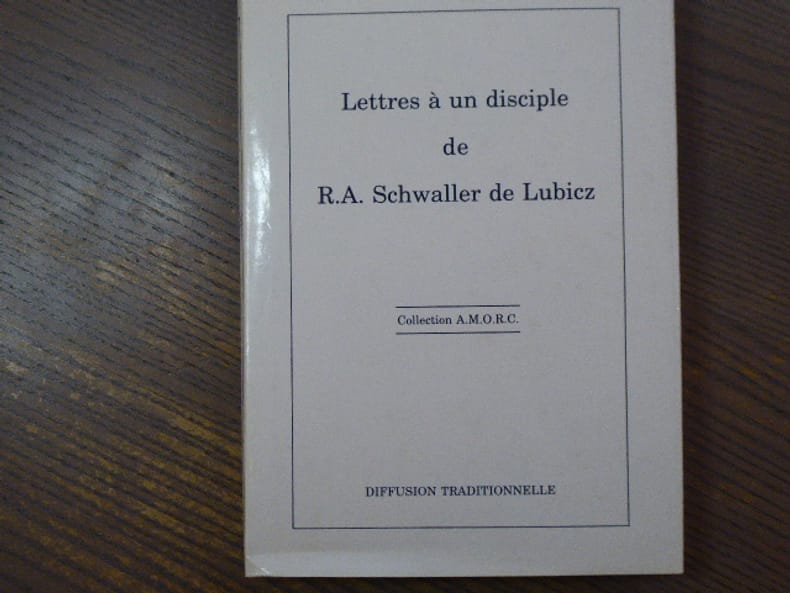 Lettres à un disciple
de
R.A. Schwaller de Lubicz
Collection A.M.O.R.C.
DIFFUSION TRADITIONNELLE